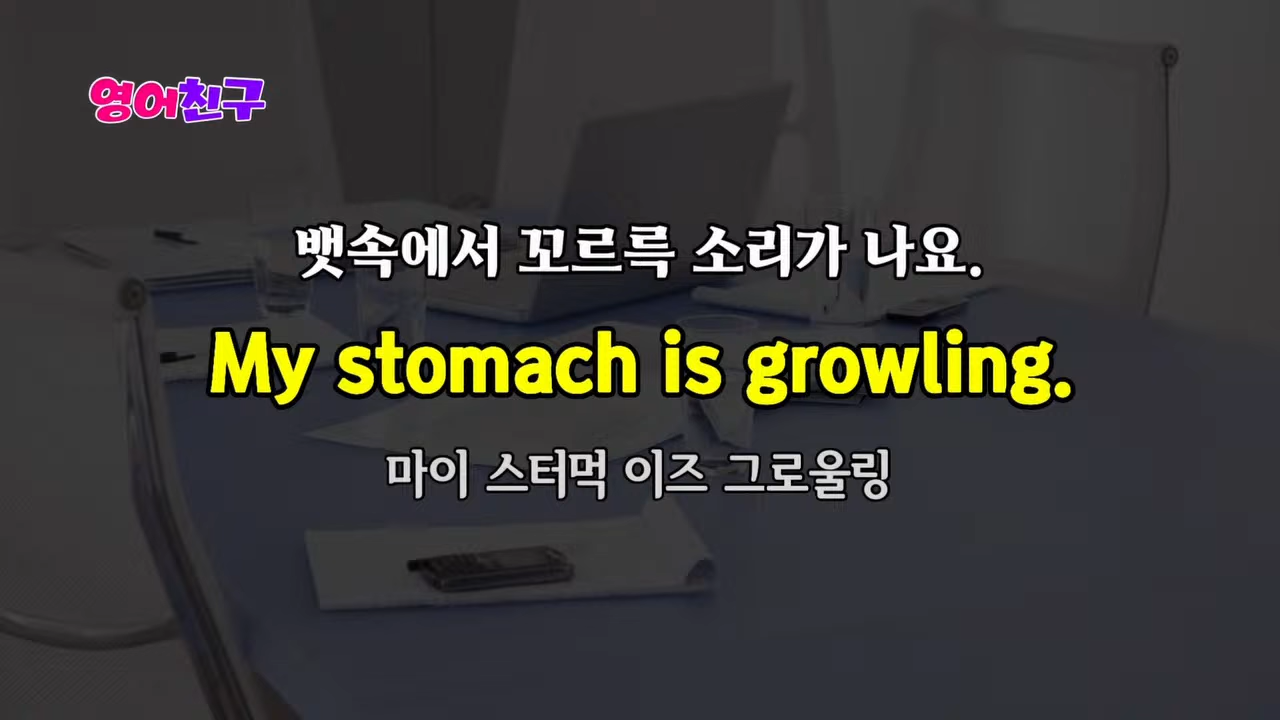 영어친구
뱃속에서 꼬르륵 소리가 나요.
My stomach is growling.
마이 스터먹 이즈 그로울링